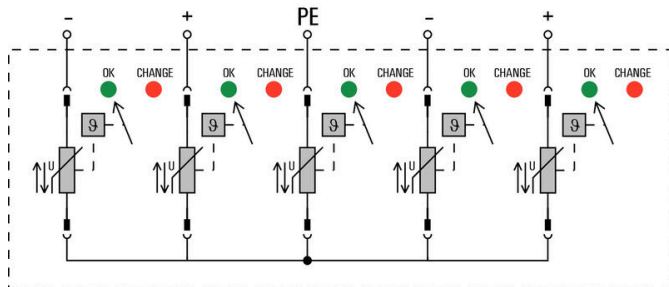 - + PE - +
OK CHANGE OK CHANGE OK CHANGE OK CHANGE OK CHANGE
ϑ ϑ ϑ ϑ ϑ
U U U U U